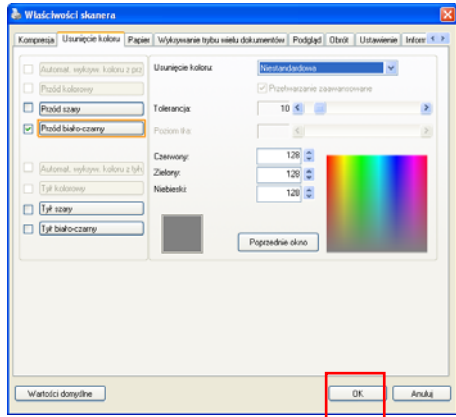 Właściwości skanera
Kompresja Usunięcie koloru Papier Wykrywanie trybu wielu dokumentów Podgląd Obrót Ustawienie Inform
Automat. wykryw. koloru z prz
Przód kolorowy
Przód szary
Przód biało-czarny
Automat. wykryw. koloru z tyłu
Tył kolorowy
Tył szary
Tył biało-czarny
Usunięcie koloru:
Niestandardowa
Przetwarzanie zaawansowane
Tolerancja:
10
Poziom tła:
Czerwony:
128
Zielony:
128
Niebieski:
128
Poprzednie okno
Wartości domyślne
OK
Anuluj